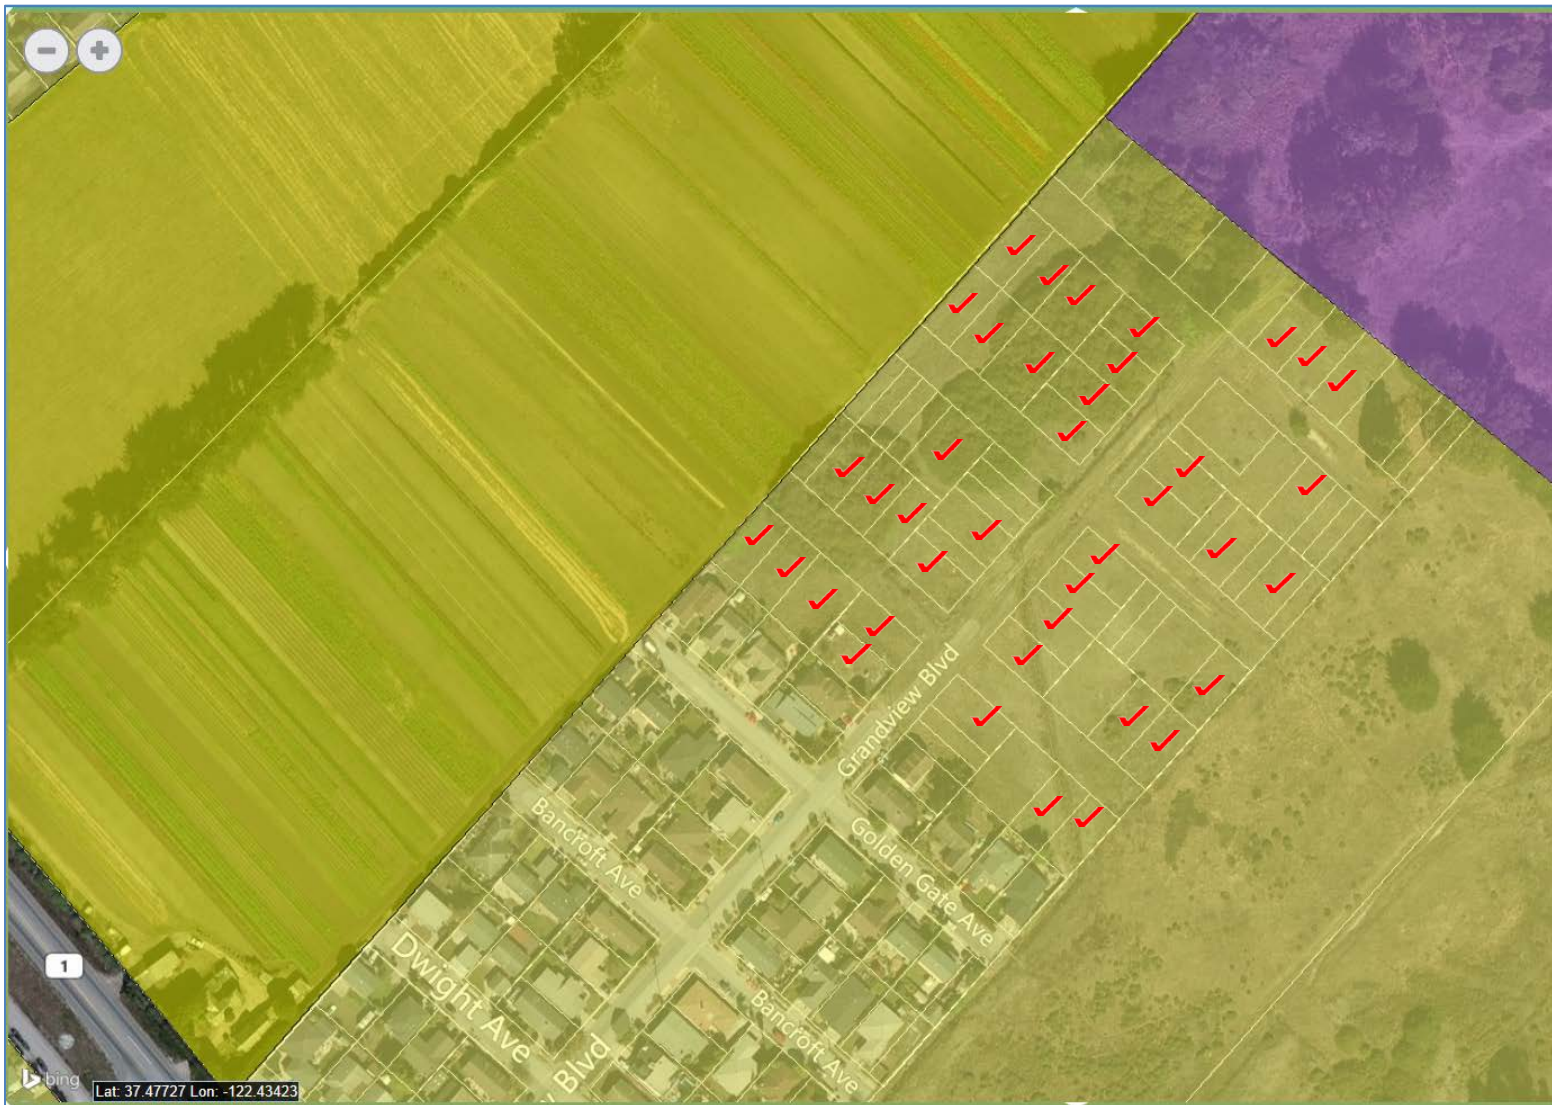 Grandview Blvd
Bancroft Ave
Golden Gate Ave
Dwight Ave
1
Bancroft Ave
Blvd
bing
Lat: 37.47727 Lon: -122.43423